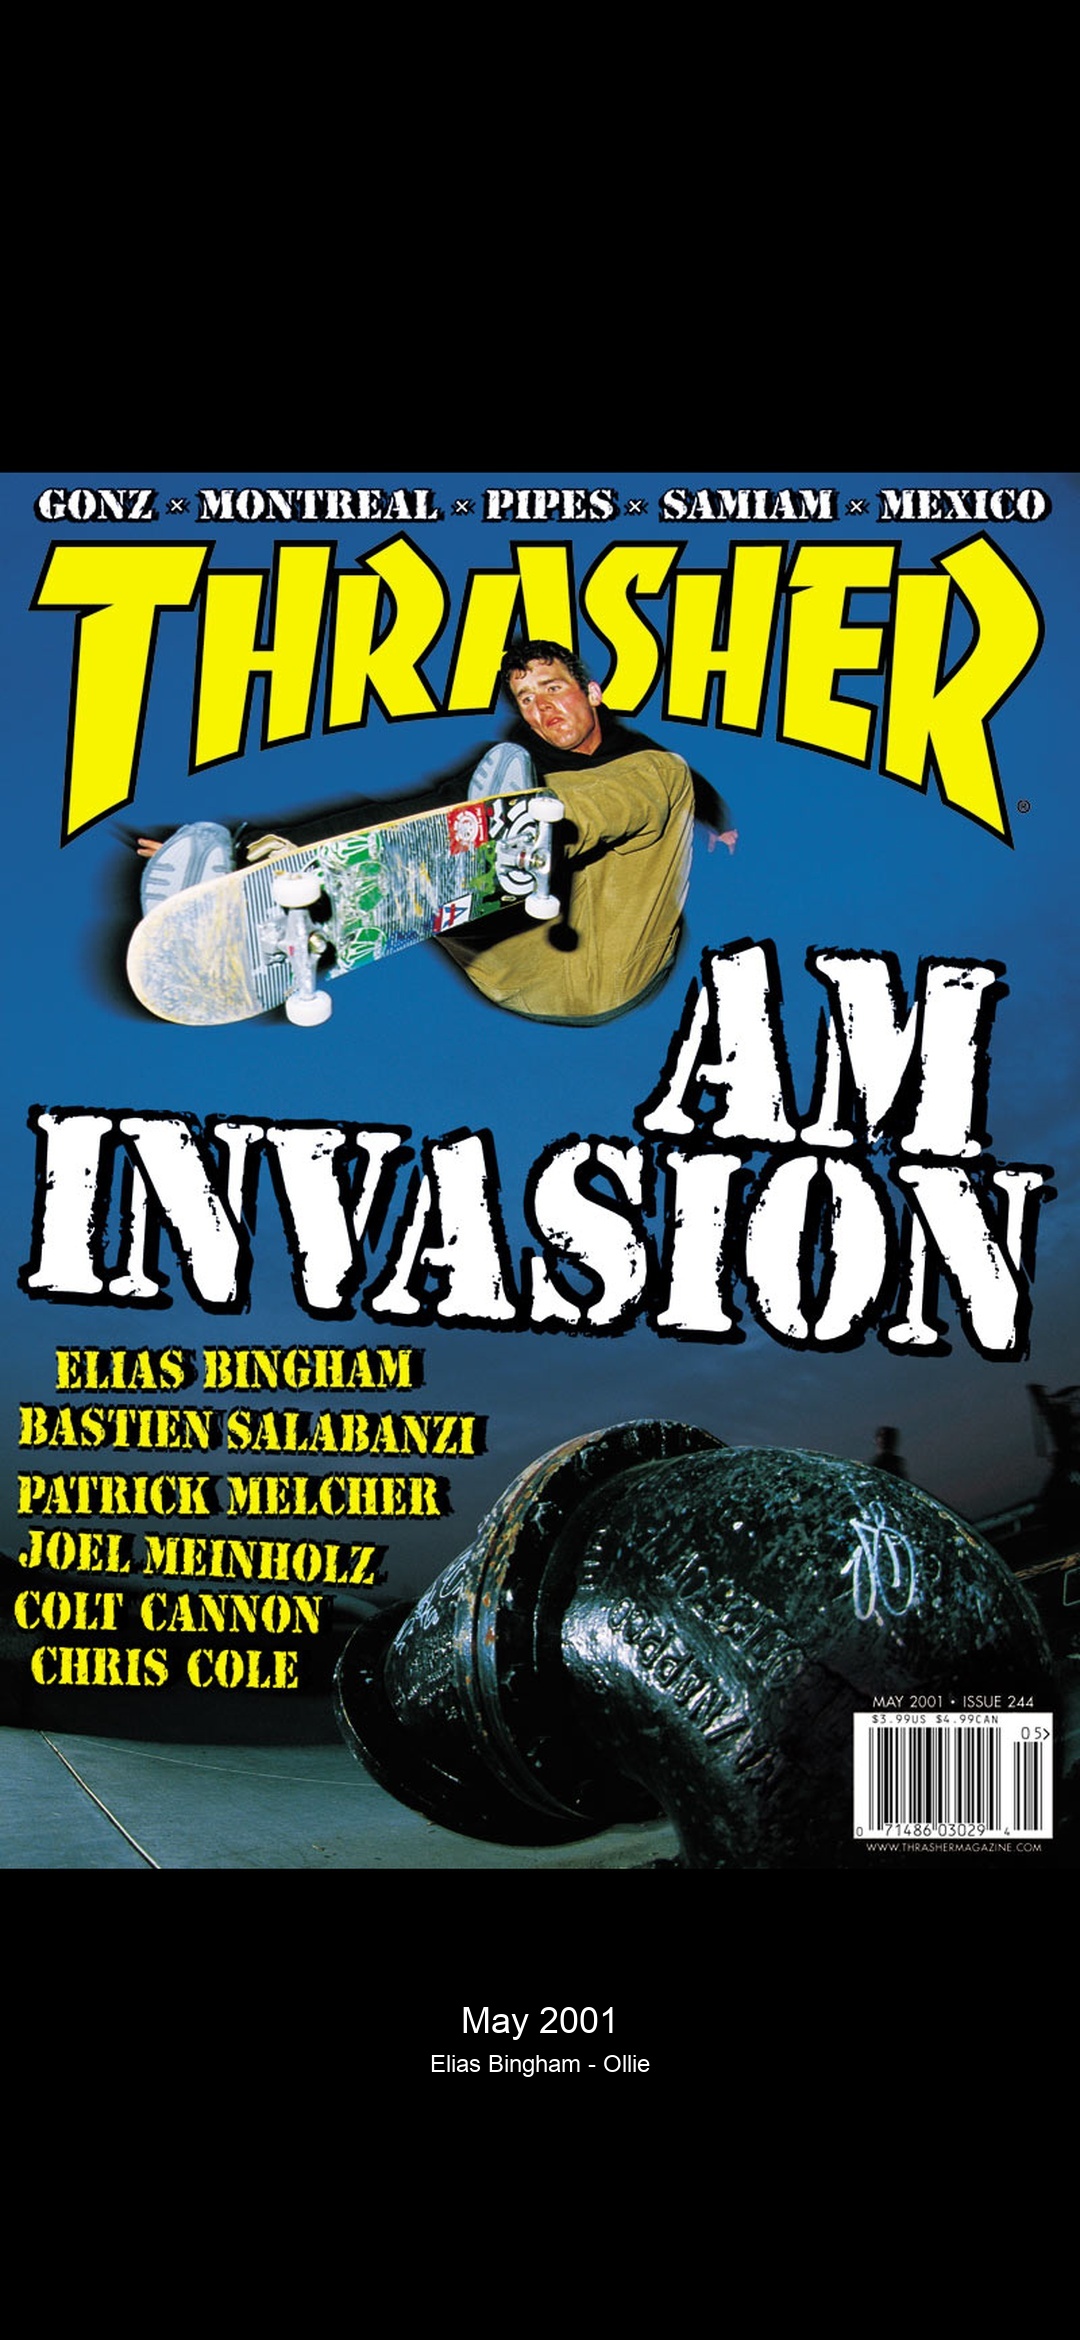 GONZ × MONTREAL × PIPES × SAMIAM × MEXICO
THRASHER®
AM
INVASION
ELIAS BINGHAM
BASTIEN SALABANZI
PATRICK MELCHER
JOEL MEINHOLZ
COLT CANNON
CHRIS COLE
MAY 2001 • ISSUE 244
$3.99US $4.99CAN
05>
0 71486 03029 4
WWW.THRASHERMAGAZINE.COM
May 2001
Elias Bingham - Ollie